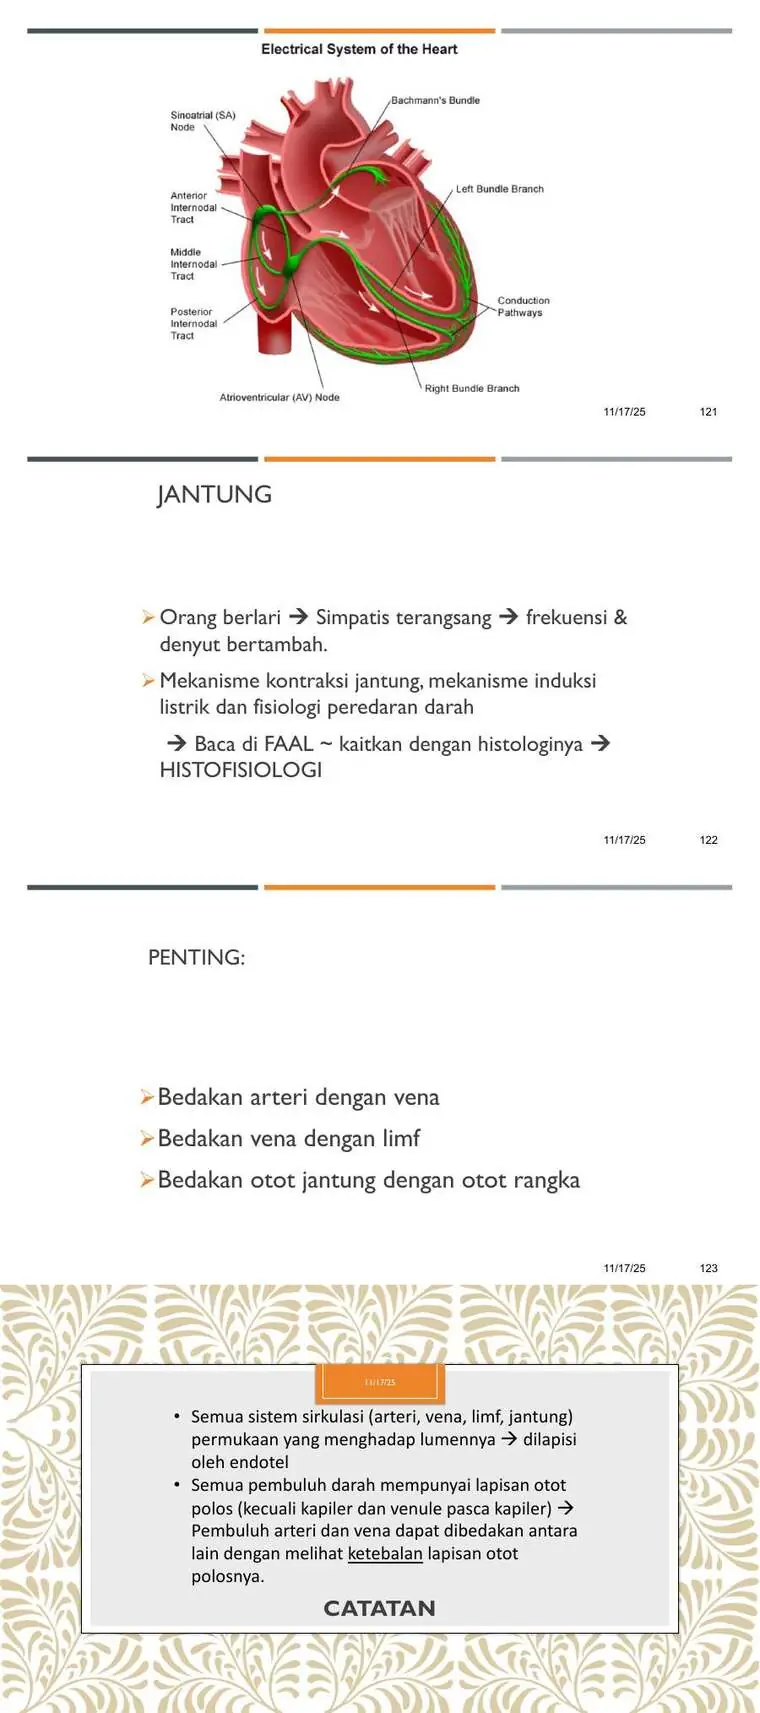 Electrical System of the Heart
Bachmann's Bundle
Sinoatrial (SA)
Node
Left Bundle Branch
Anterior
Internodal
Tract
Middle
Internodal
Tract
Conduction
Pathways
Posterior
Internodal
Tract
Right Bundle Branch
Atrioventricular (AV) Node
11/17/25 121
JANTUNG
➢Orang berlari → Simpatis terangsang → frekuensi &
denyut bertambah.
➢Mekanisme kontraksi jantung, mekanisme induksi
listrik dan fisiologi peredaran darah
→ Baca di FAAL ~ kaitkan dengan histologinya →
HISTOFISIOLOGI
11/17/25 122
PENTING:
➢Bedakan arteri dengan vena
➢Bedakan vena dengan limf
➢Bedakan otot jantung dengan otot rangka
11/17/25 123
11/17/25
• Semua sistem sirkulasi (arteri, vena, limf, jantung)
permukaan yang menghadap lumennya → dilapisi
oleh endotel
• Semua pembuluh darah mempunyai lapisan otot
polos (kecuali kapiler dan venule pasca kapiler) →
Pembuluh arteri dan vena dapat dibedakan antara
lain dengan melihat ketebalan lapisan otot
polosnya.
CATATAN